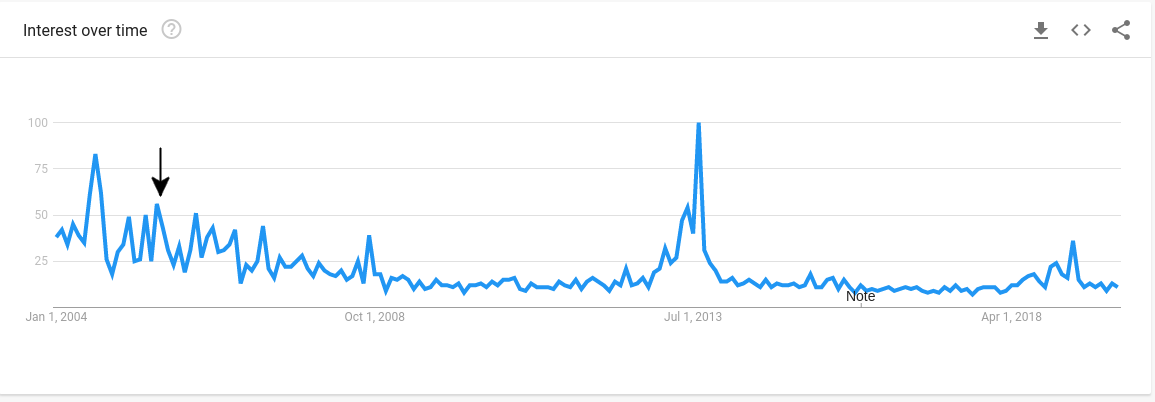 Interest over time
100
75
50
25
Note
Jan 1, 2004
Oct 1, 2008
Jul 1, 2013
Apr 1, 2018